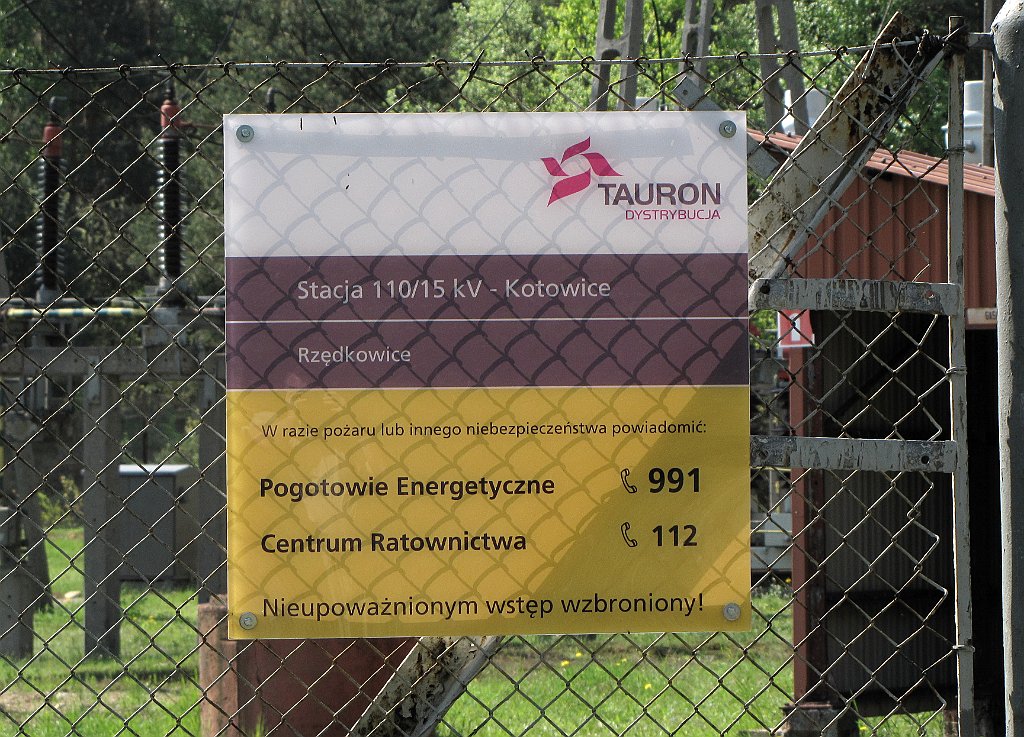 TAURON
DYSTRYBUCJA
Stacja 110/15 kV - Kotowice
Rzędkowice
W razie pożaru lub innego niebezpieczeństwa powiadomić:
Pogotowie Energetyczne 991
Centrum Ratownictwa 112
Nieupoważnionym wstęp wzbroniony!